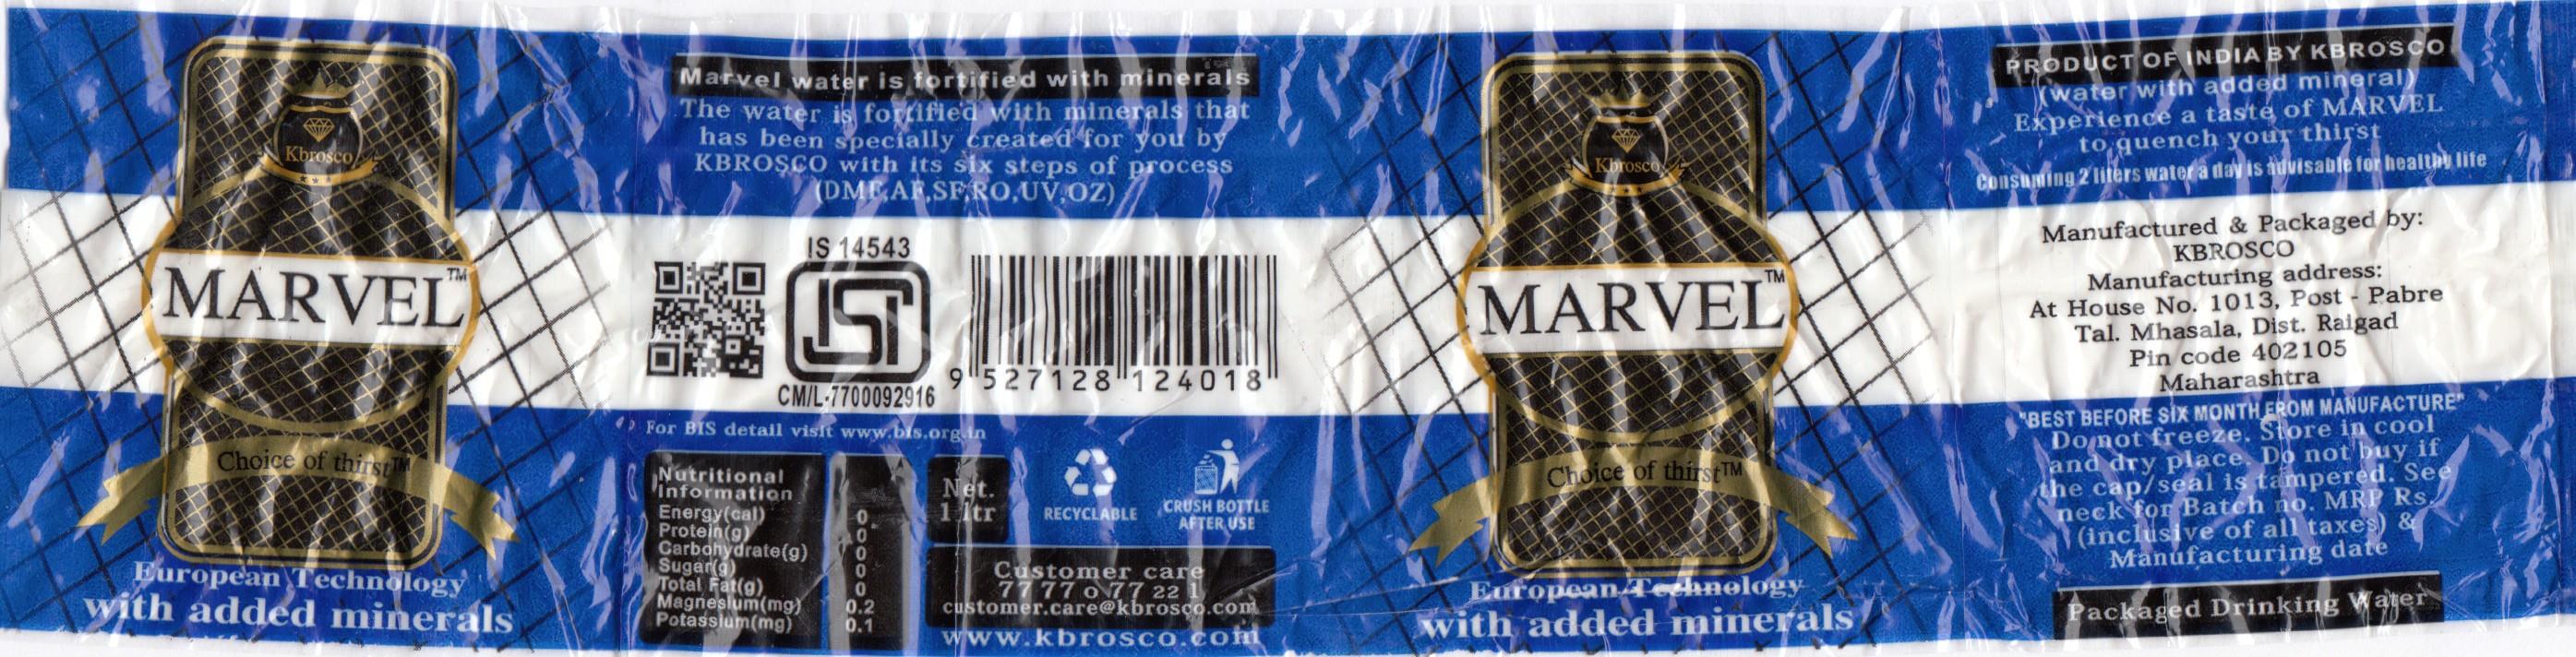 Kbrosco
MARVEL™
Choice of thirst™
European Technology
with added minerals
Marvel water is fortified with minerals
The water is fortified with minerals that
has been specially created for you by
KBROSCO with its six steps of process
(DMF,AF,SF,RO,UV,OZ)
IS 14543
CM/L-7700092916
9 527128 124018
For BIS detail visit www.bis.org.in
Nutritional
Information
Energy(cal) 0
Protein(g) 0
Carbohydrate(g) 0
Sugar(g) 0
Total Fat(g) 0
Magnesium(mg) 0.2
Potassium(mg) 0.1
Net.
1 ltr
RECYCLABLE
CRUSH BOTTLE
AFTER USE
Customer care
77 77 0 77 22 1
customer.care@kbrosco.com
www.kbrosco.com
Kbrosco
MARVEL™
Choice of thirst™
European Technology
with added minerals
PRODUCT OF INDIA BY KBROSCO
(water with added mineral)
Experience a taste of MARVEL
to quench your thirst
Consuming 2 liters water a day is advisable for healthy life
Manufactured & Packaged by:
KBROSCO
Manufacturing address:
At House No. 1013, Post - Pabre
Tal. Mhasala, Dist. Raigad
Pin code 402105
Maharashtra
"BEST BEFORE SIX MONTH FROM MANUFACTURE"
Do not freeze. Store in cool
and dry place. Do not buy if
the cap/seal is tampered. See
neck for Batch no. MRP Rs.
(inclusive of all taxes) &
Manufacturing date
Packaged Drinking Water